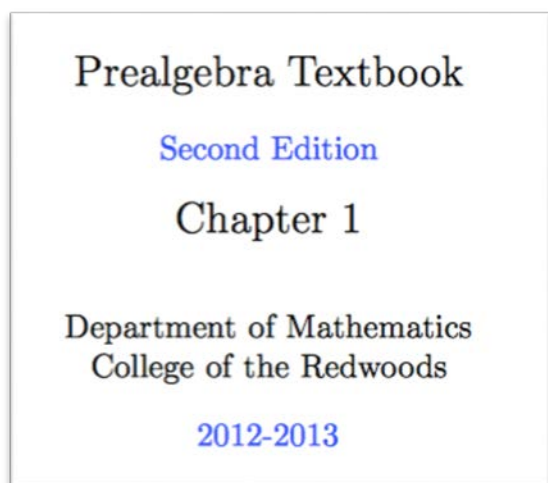 Prealgebra Textbook
Second Edition
Chapter 1
Department of Mathematics
College of the Redwoods
2012-2013